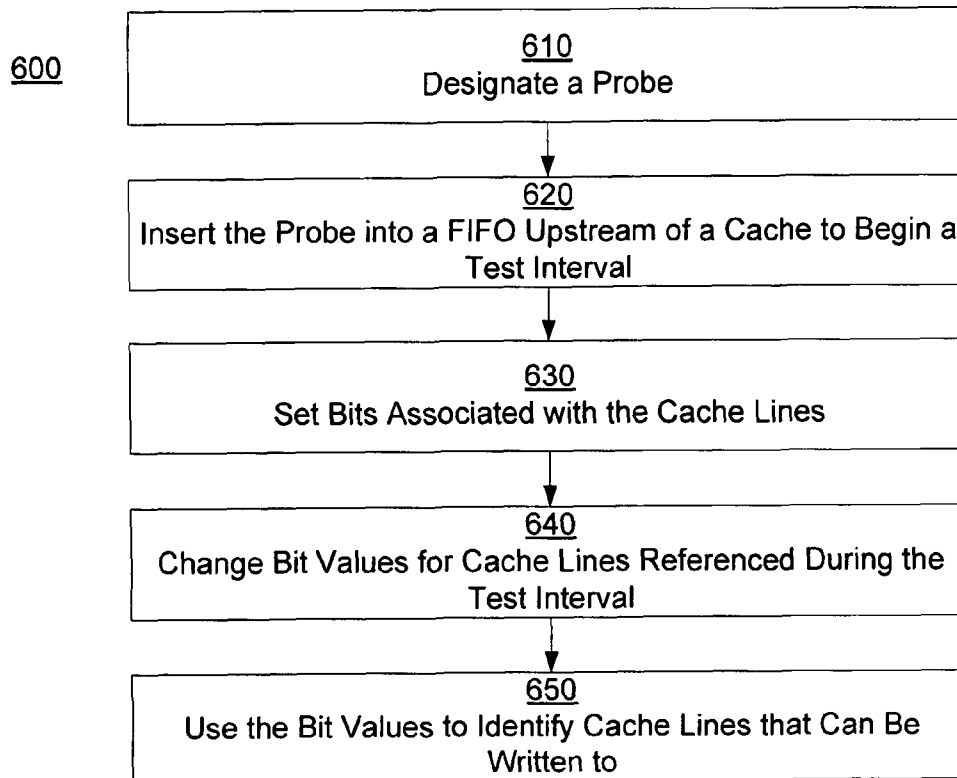 600
610
Designate a Probe
620
Insert the Probe into a FIFO Upstream of a Cache to Begin a
Test Interval
630
Set Bits Associated with the Cache Lines
640
Change Bit Values for Cache Lines Referenced During the
Test Interval
650
Use the Bit Values to Identify Cache Lines that Can Be
Written to